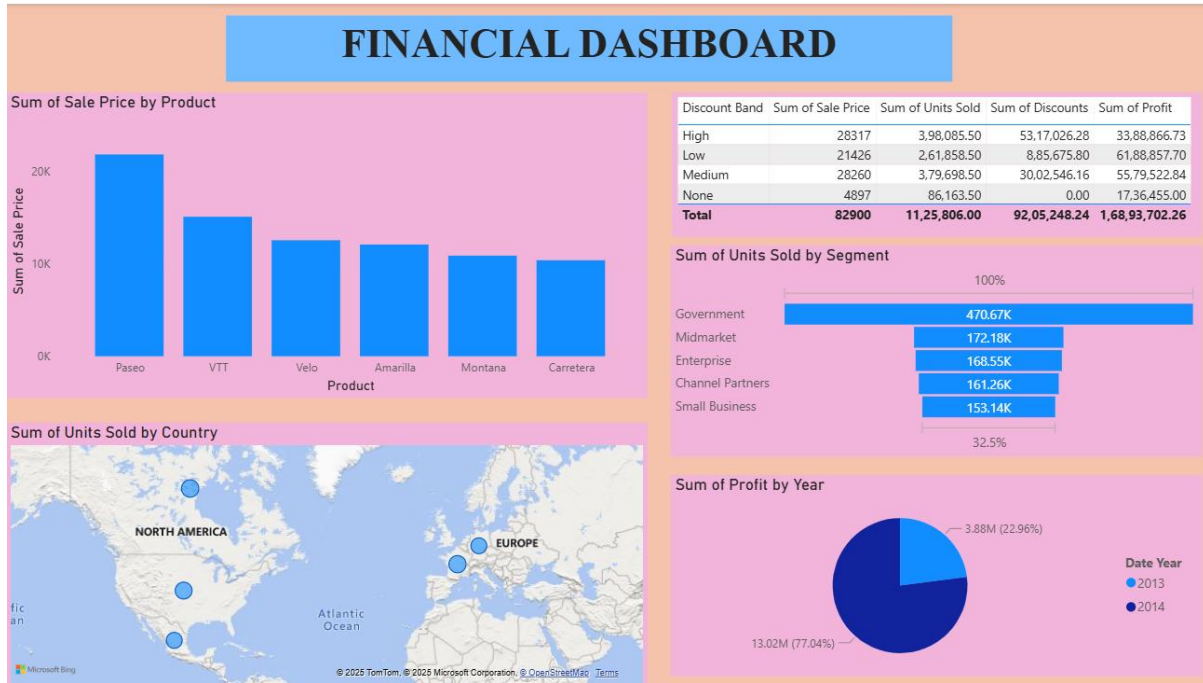 FINANCIAL DASHBOARD
Sum of Sale Price by Product
Sum of Sale Price
20K
10K
0K
Paseo VTT Velo Amarilla Montana Carretera
Product
Discount Band Sum of Sale Price Sum of Units Sold Sum of Discounts Sum of Profit
High 28317 3,98,085.50 53,17,026.28 33,88,866.73
Low 21426 2,61,858.50 8,85,675.80 61,88,857.70
Medium 28260 3,79,698.50 30,02,546.16 55,79,522.84
None 4897 86,163.50 0.00 17,36,455.00
Total 82900 11,25,806.00 92,05,248.24 1,68,93,702.26
Sum of Units Sold by Segment
100%
Government 470.67K
Midmarket 172.18K
Enterprise 168.55K
Channel Partners 161.26K
Small Business 153.14K
32.5%
Sum of Units Sold by Country
NORTH AMERICA
EUROPE
fic
an
Atlantic
Ocean
Microsoft Bing
© 2025 TomTom, © 2025 Microsoft Corporation, © OpenStreetMap Terms
Sum of Profit by Year
3.88M (22.96%)
13.02M (77.04%)
Date Year
2013
2014